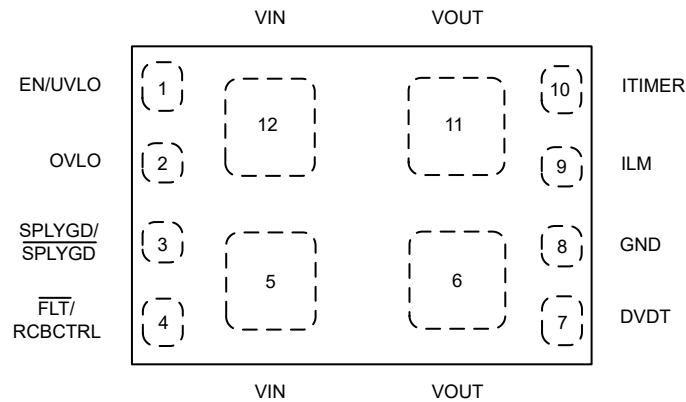 VIN VOUT
EN/UVLO 1 12 11 10 ITIMER
OVLO 2 9 ILM
SPLYGD/
SPLYGD 3 8 GND
5 6
FLT/
RCBCTRL 4 7 DVDT
VIN VOUT